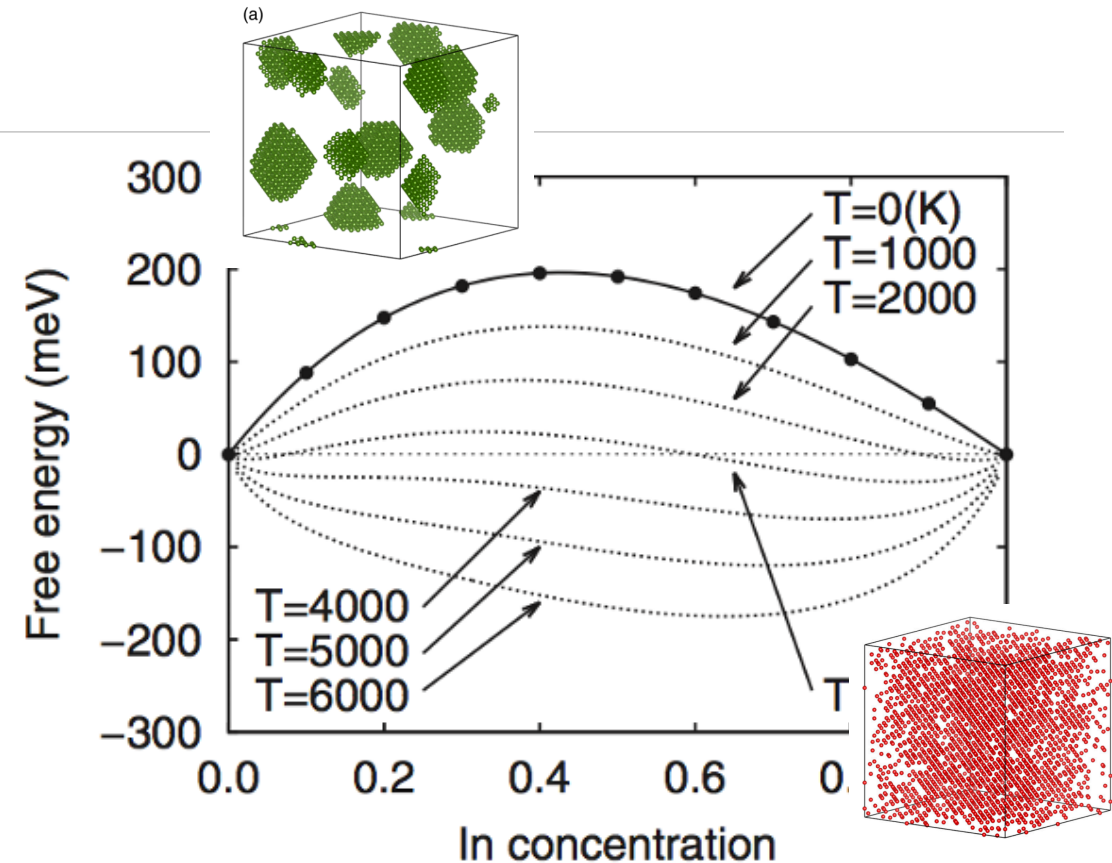 (a)
300
200
100
0
−100
−200
−300
Free energy (meV)
T=0(K)
T=1000
T=2000
T=4000
T=5000
T=6000
T
0.0 0.2 0.4 0.6 0.
In concentration